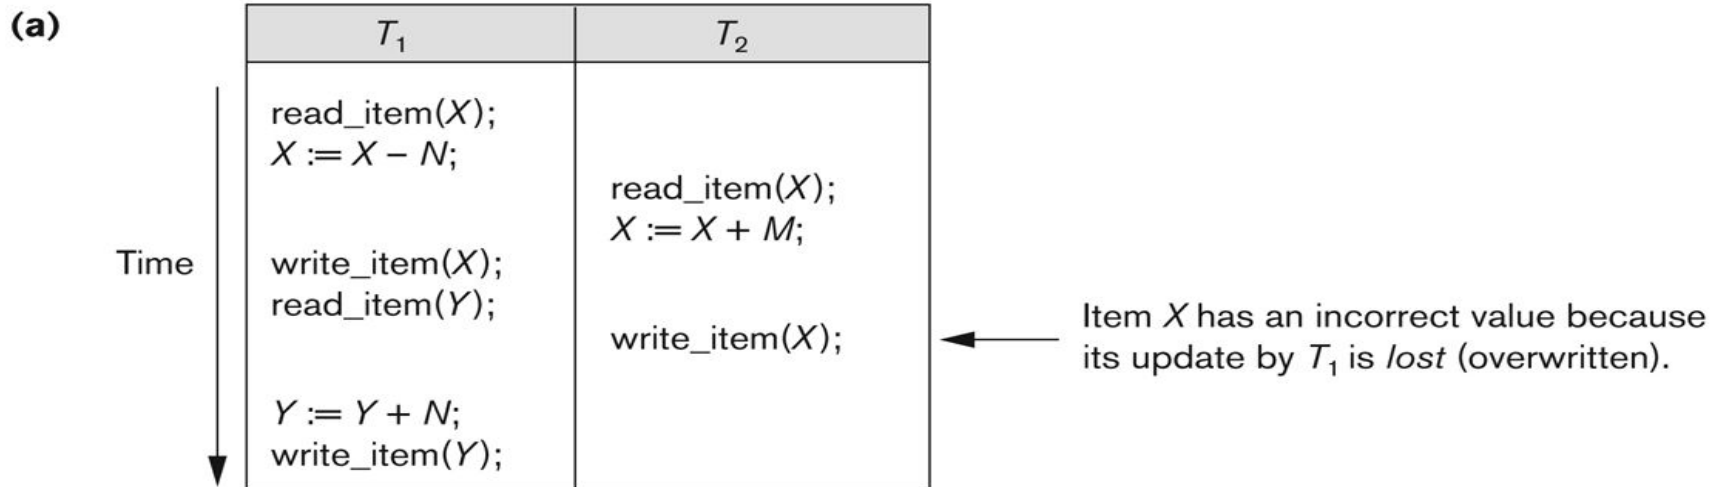 (a)
T₁ T₂
read_item(X);
X := X – N;
read_item(X);
X := X + M;
Time
write_item(X);
read_item(Y);
write_item(X);
Item X has an incorrect value because
its update by T₁ is lost (overwritten).
Y := Y + N;
write_item(Y);